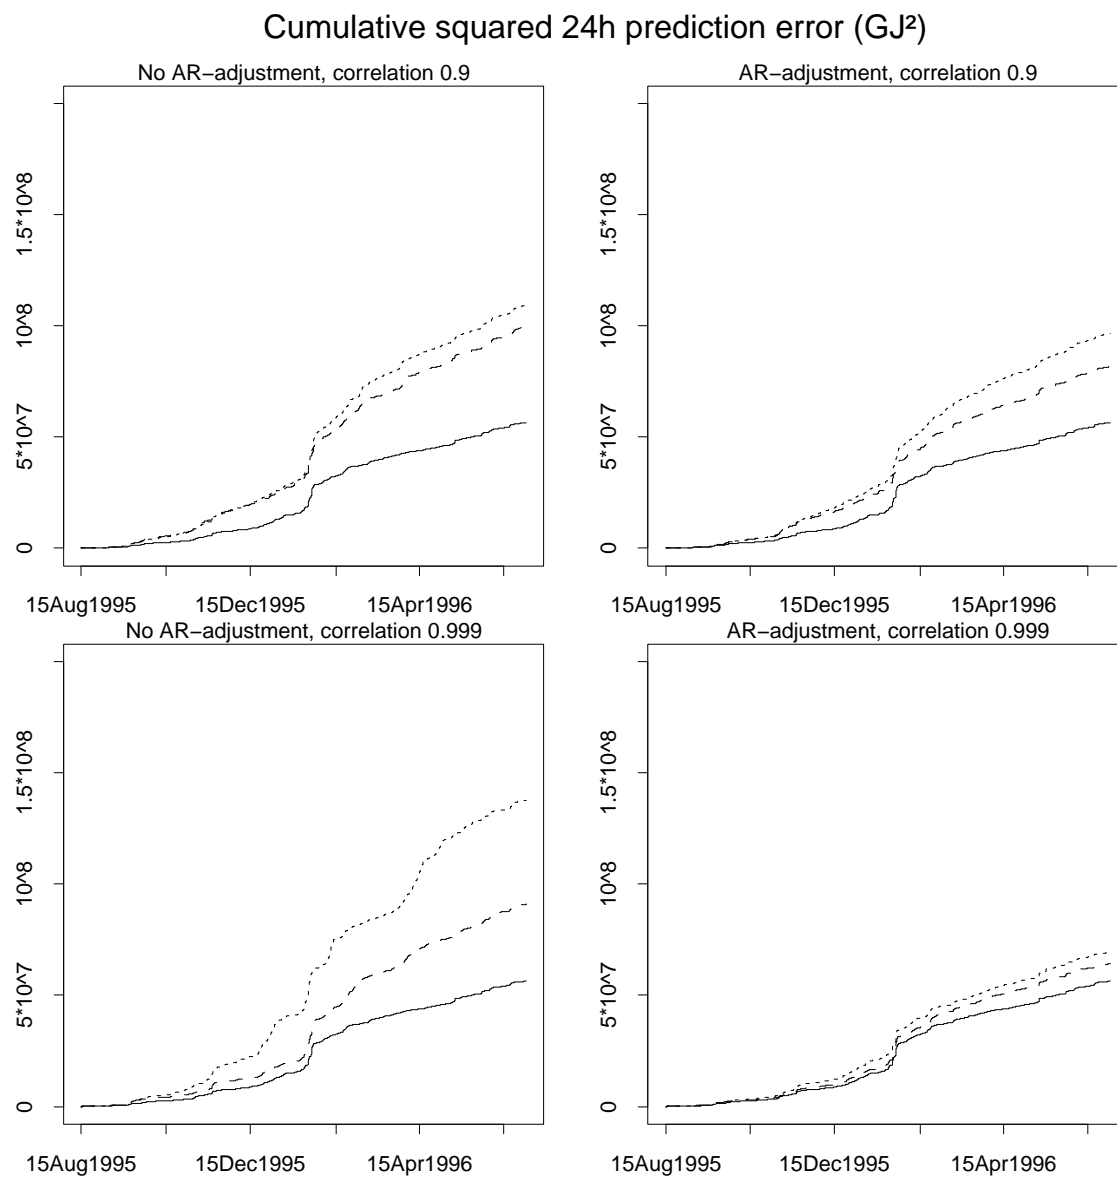 Cumulative squared 24h prediction error (GJ²)
No AR−adjustment, correlation 0.9
AR−adjustment, correlation 0.9
0
5*10^7
10^8
1.5*10^8
0
5*10^7
10^8
1.5*10^8
15Aug1995
15Dec1995
15Apr1996
15Aug1995
15Dec1995
15Apr1996
No AR−adjustment, correlation 0.999
AR−adjustment, correlation 0.999
0
5*10^7
10^8
1.5*10^8
0
5*10^7
10^8
1.5*10^8
15Aug1995
15Dec1995
15Apr1996
15Aug1995
15Dec1995
15Apr1996